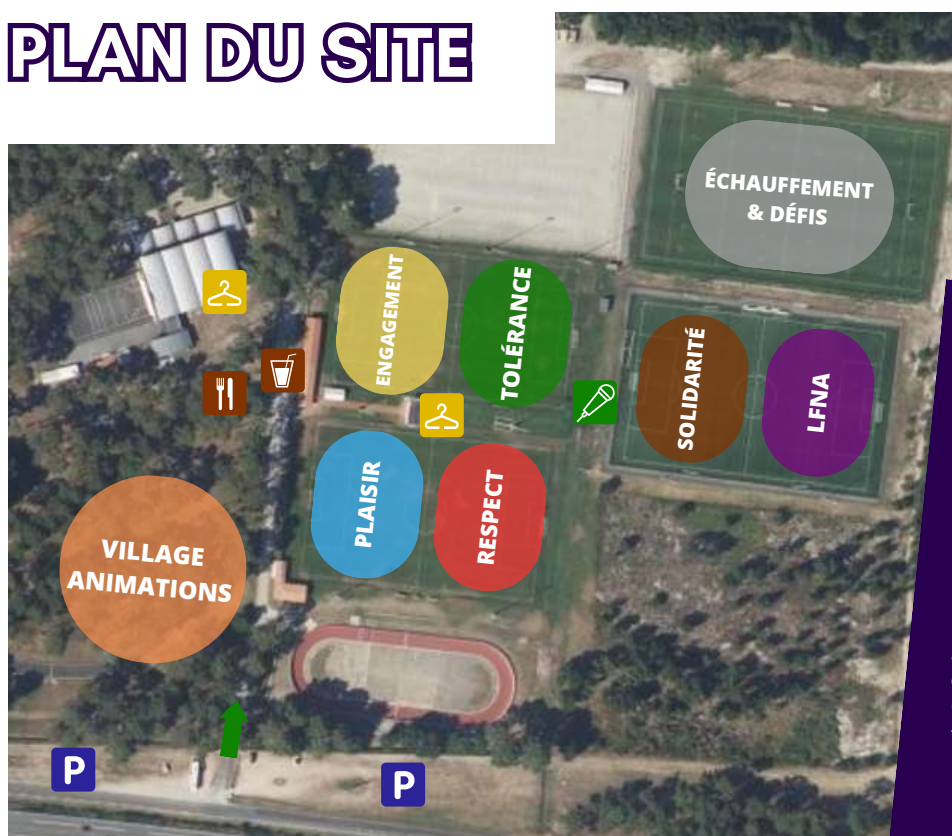 PLAN DU SITE
ÉCHAUFFEMENT
& DÉFIS
ENGAGEMENT
TOLÉRANCE
SOLIDARITÉ
LFNA
PLAISIR
RESPECT
VILLAGE
ANIMATIONS
P
P